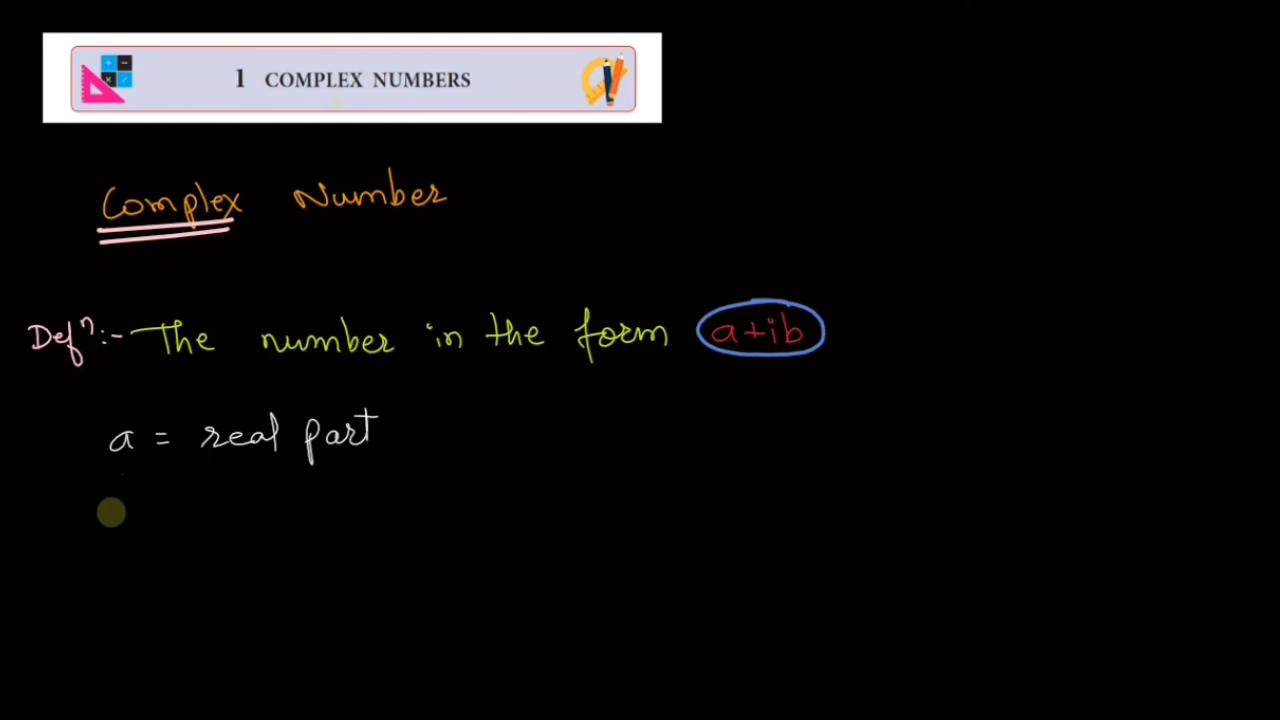 1 COMPLEX NUMBERS
Complex Number
Defⁿ:- The number in the form a+ib
a = real part